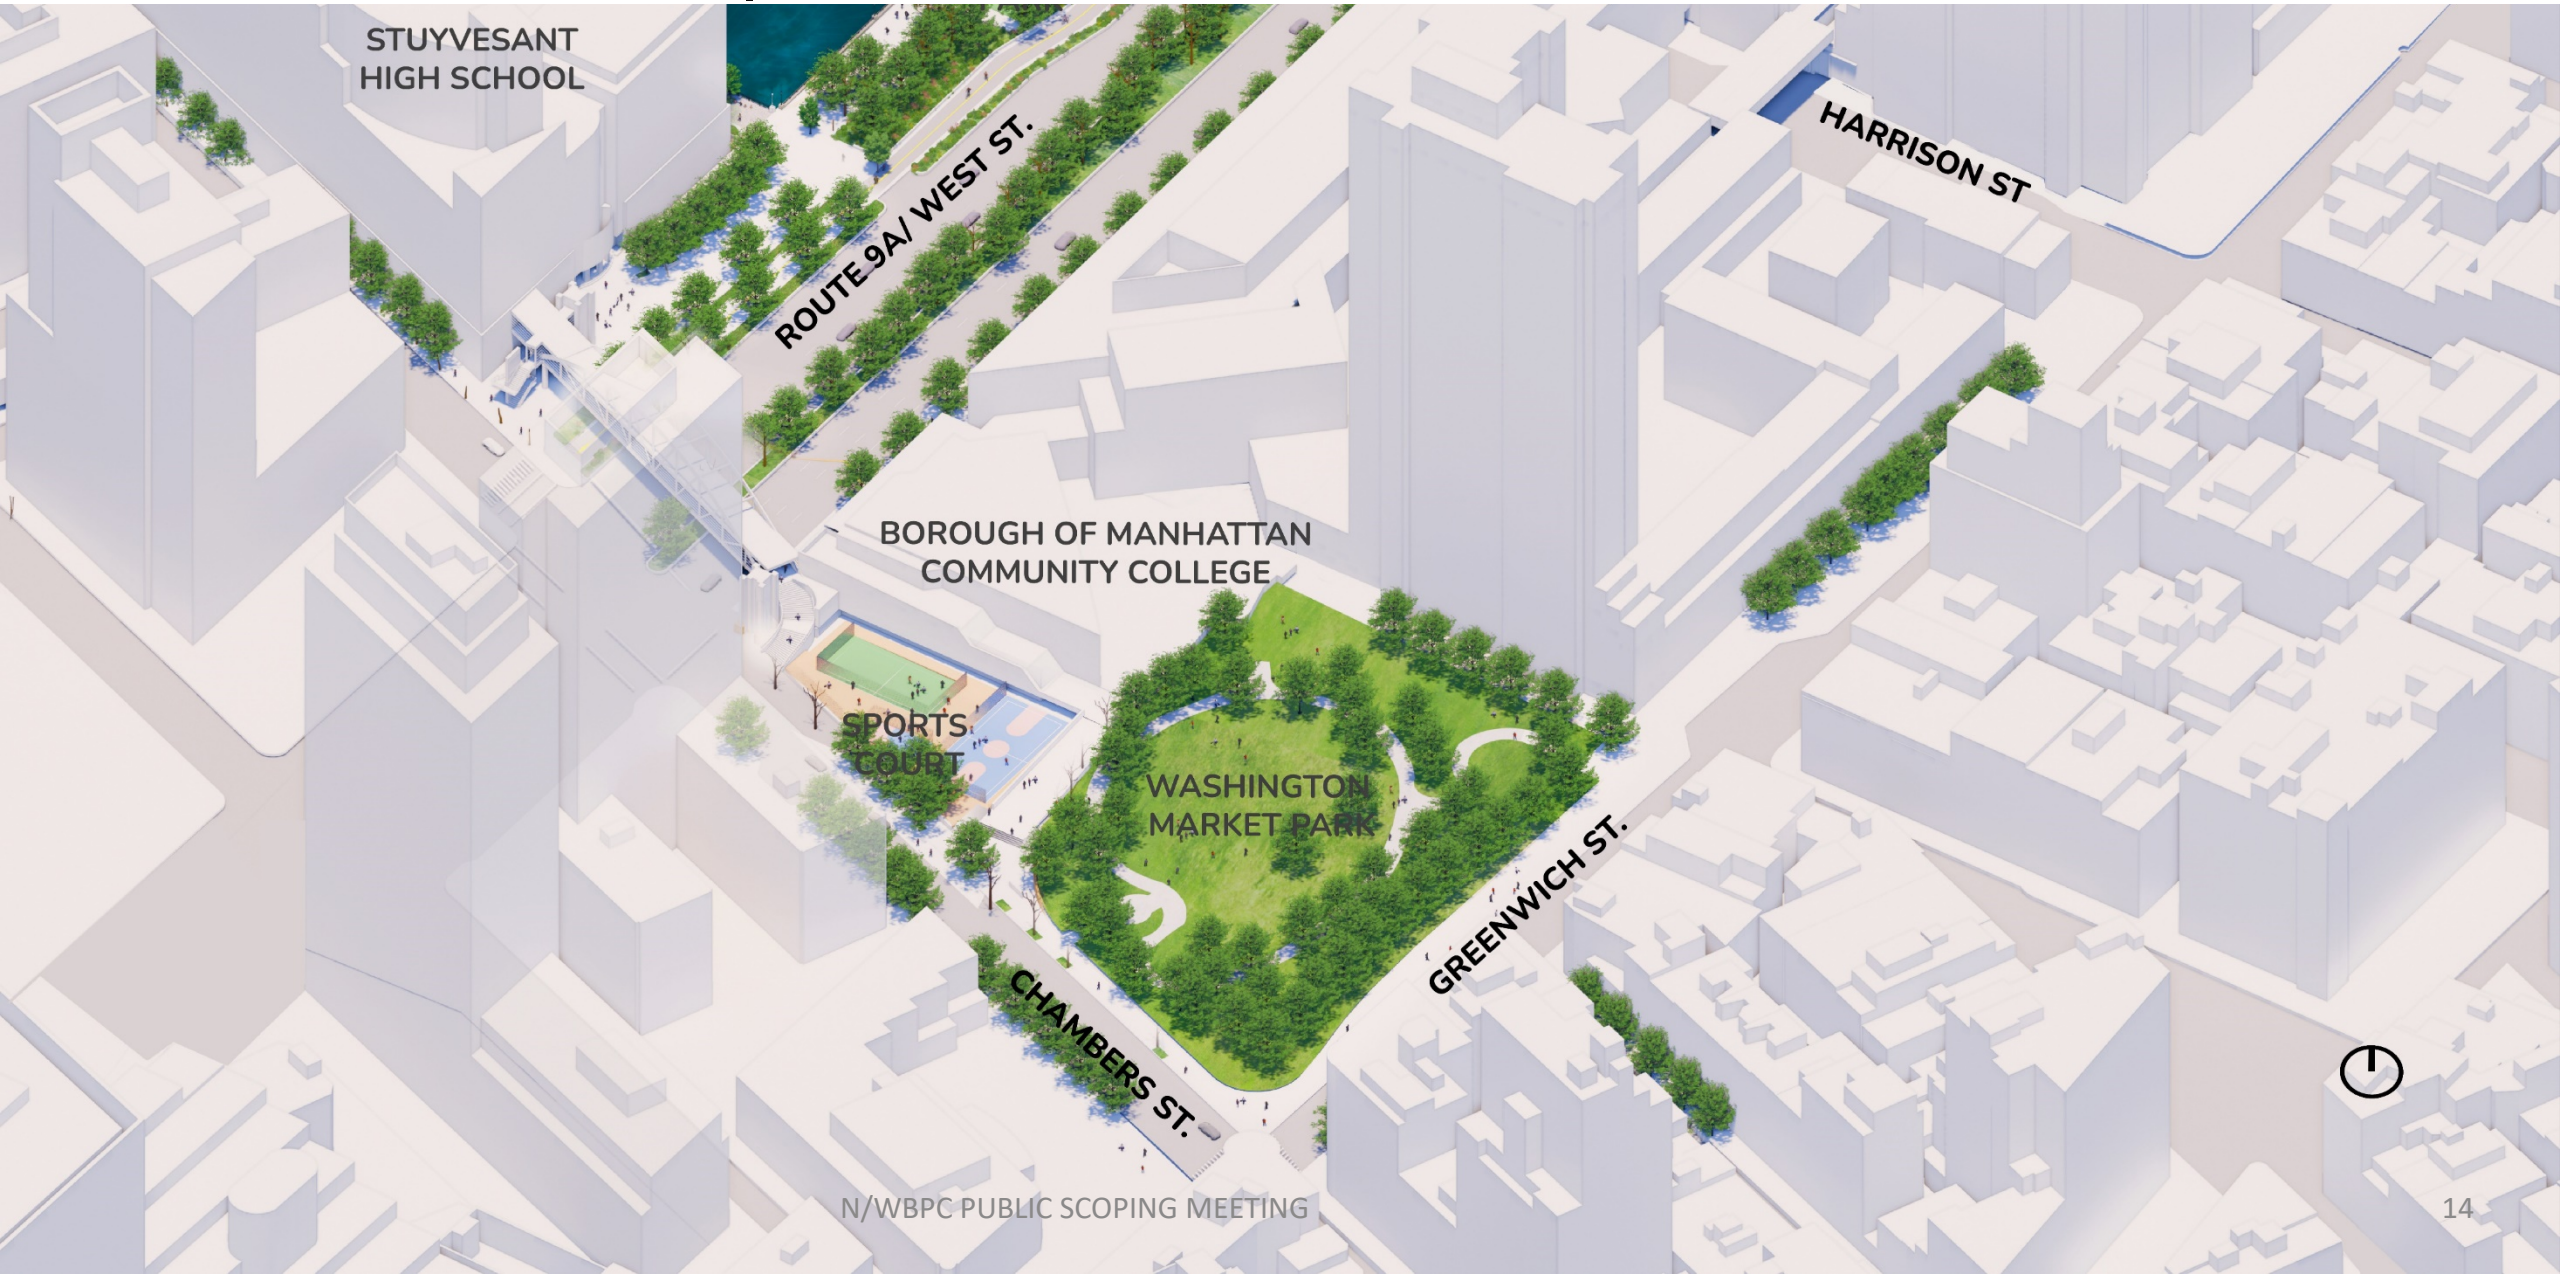 STUYVESANT
HIGH SCHOOL
ROUTE 9A/ WEST ST.
HARRISON ST
BOROUGH OF MANHATTAN
COMMUNITY COLLEGE
SPORTS
COURT
WASHINGTON
MARKET PARK
GREENWICH ST.
CHAMBERS ST.
N/WBPC PUBLIC SCOPING MEETING
14